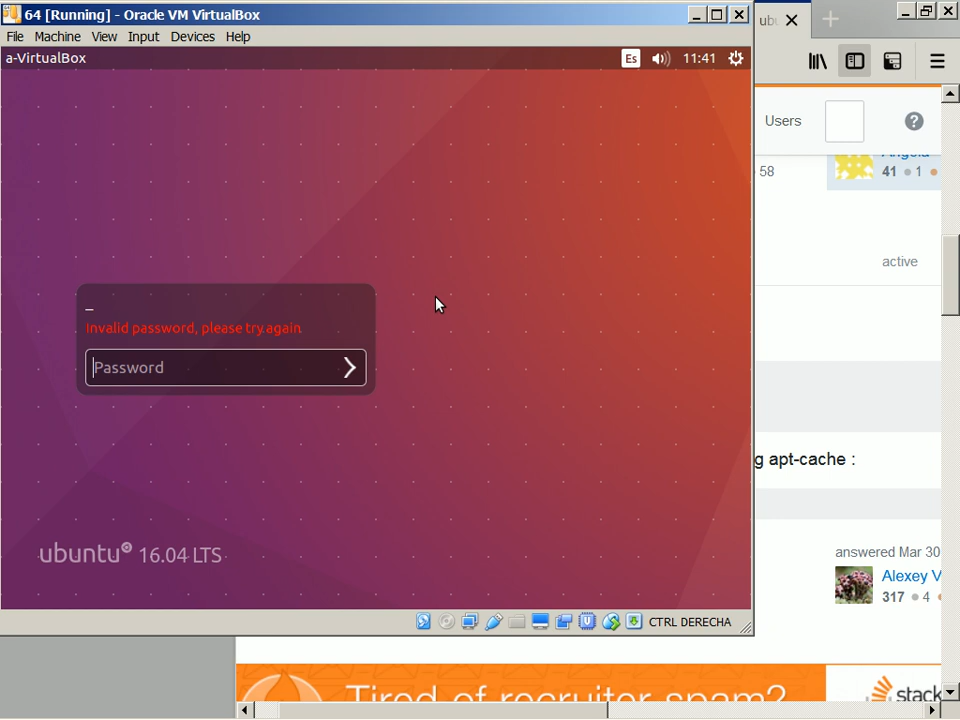 64 [Running] - Oracle VM VirtualBox
ub
File Machine View Input Devices Help
a-VirtualBox
Es
11:41
Users
?
58
41 1
active
_
Invalid password, please try again
Password
g apt-cache :
ubuntu® 16.04 LTS
answered Mar 30
Alexey V
317 4
CTRL DERECHA
Tired of recruiter spam?
stack